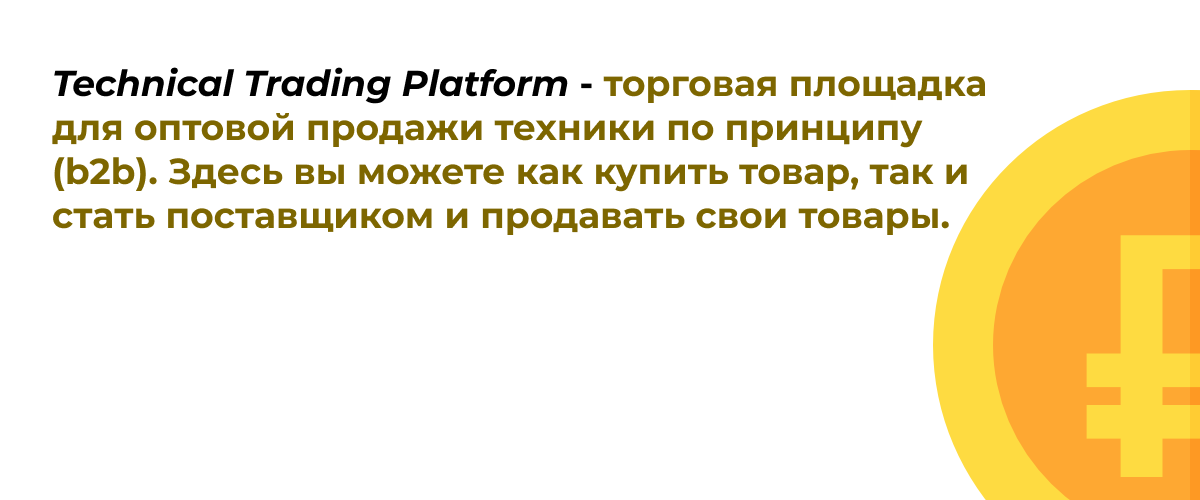 Technical Trading Platform - торговая площадка
для оптовой продажи техники по принципу
(b2b). Здесь вы можете как купить товар, так и
стать поставщиком и продавать свои товары.